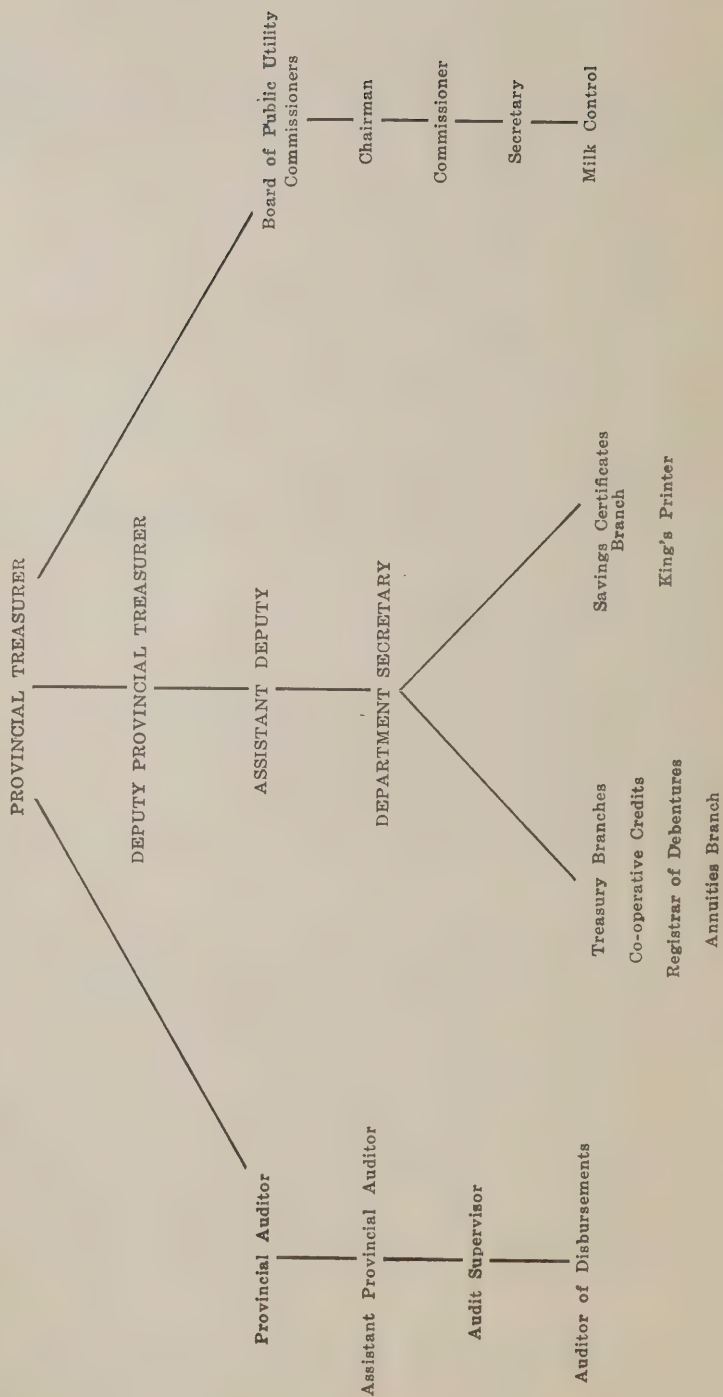 PROVINCIAL TREASURER
DEPUTY PROVINCIAL TREASURER
ASSISTANT DEPUTY
DEPARTMENT SECRETARY
Provincial Auditor
Assistant Provincial Auditor
Audit Supervisor
Auditor of Disbursements
Treasury Branches
Co-operative Credits
Registrar of Debentures
Annuities Branch
Savings Certificates
Branch
King's Printer
Board of Public Utility
Commissioners
Chairman
Commissioner
Secretary
Milk Control